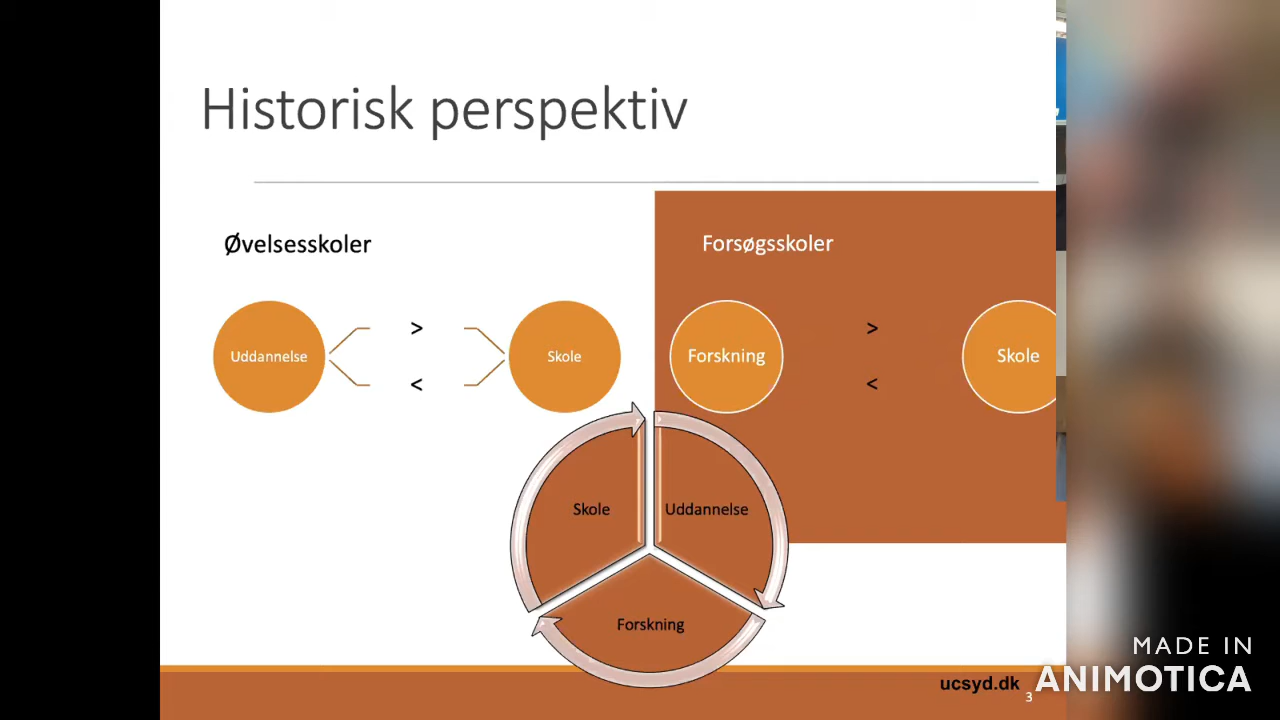 Historisk perspektiv
Øvelsesskoler
Forsøgsskoler
Uddannelse
>
<
Skole
Forskning
>
<
Skole
Skole
Uddannelse
Forskning
ucsyd.dk
3
MADE IN
ANIMOTICA